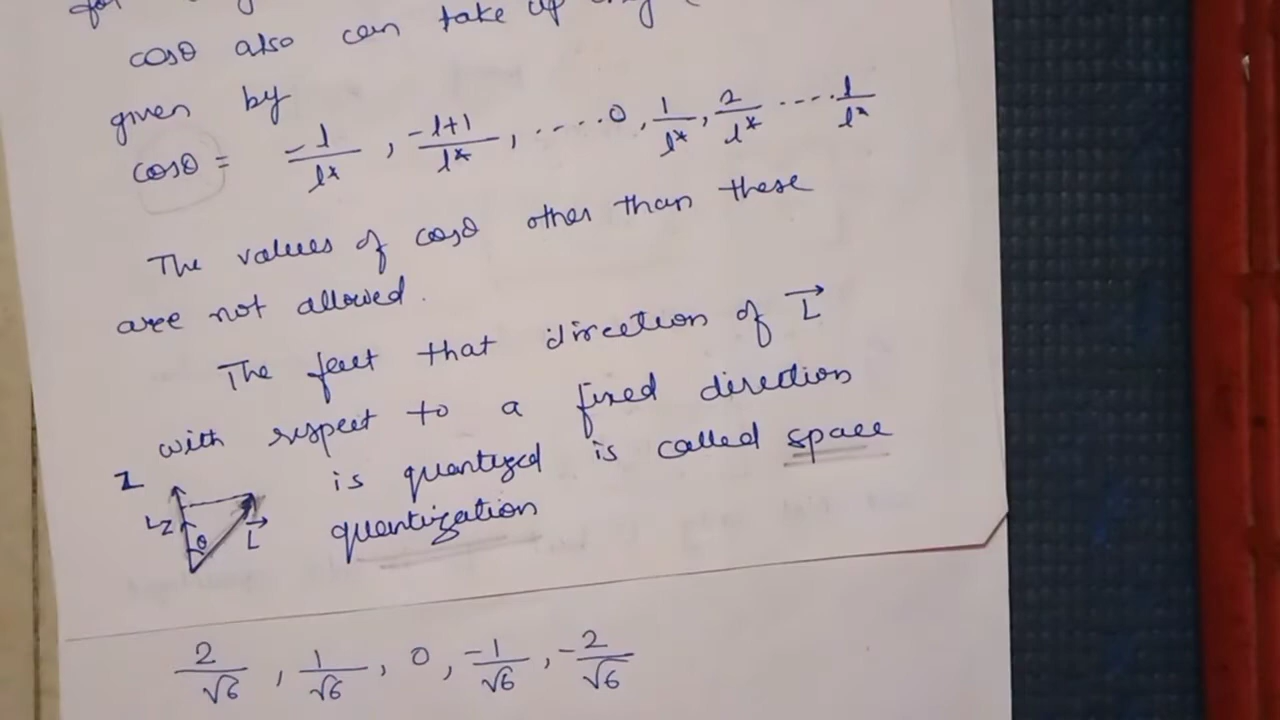 for
cosθ also can take up any
given by
cosθ = -l/l*, -l+1/l*, .....0, 1/l*, 2/l* .... l/l*
The values of cosθ other than these
are not allowed.
The fact that direction of L⃗
with respect to a fixed direction
is quantized is called space
quantization
Z
Lz
θ
L⃗
2/√6, 1/√6, 0, -1/√6, -2/√6